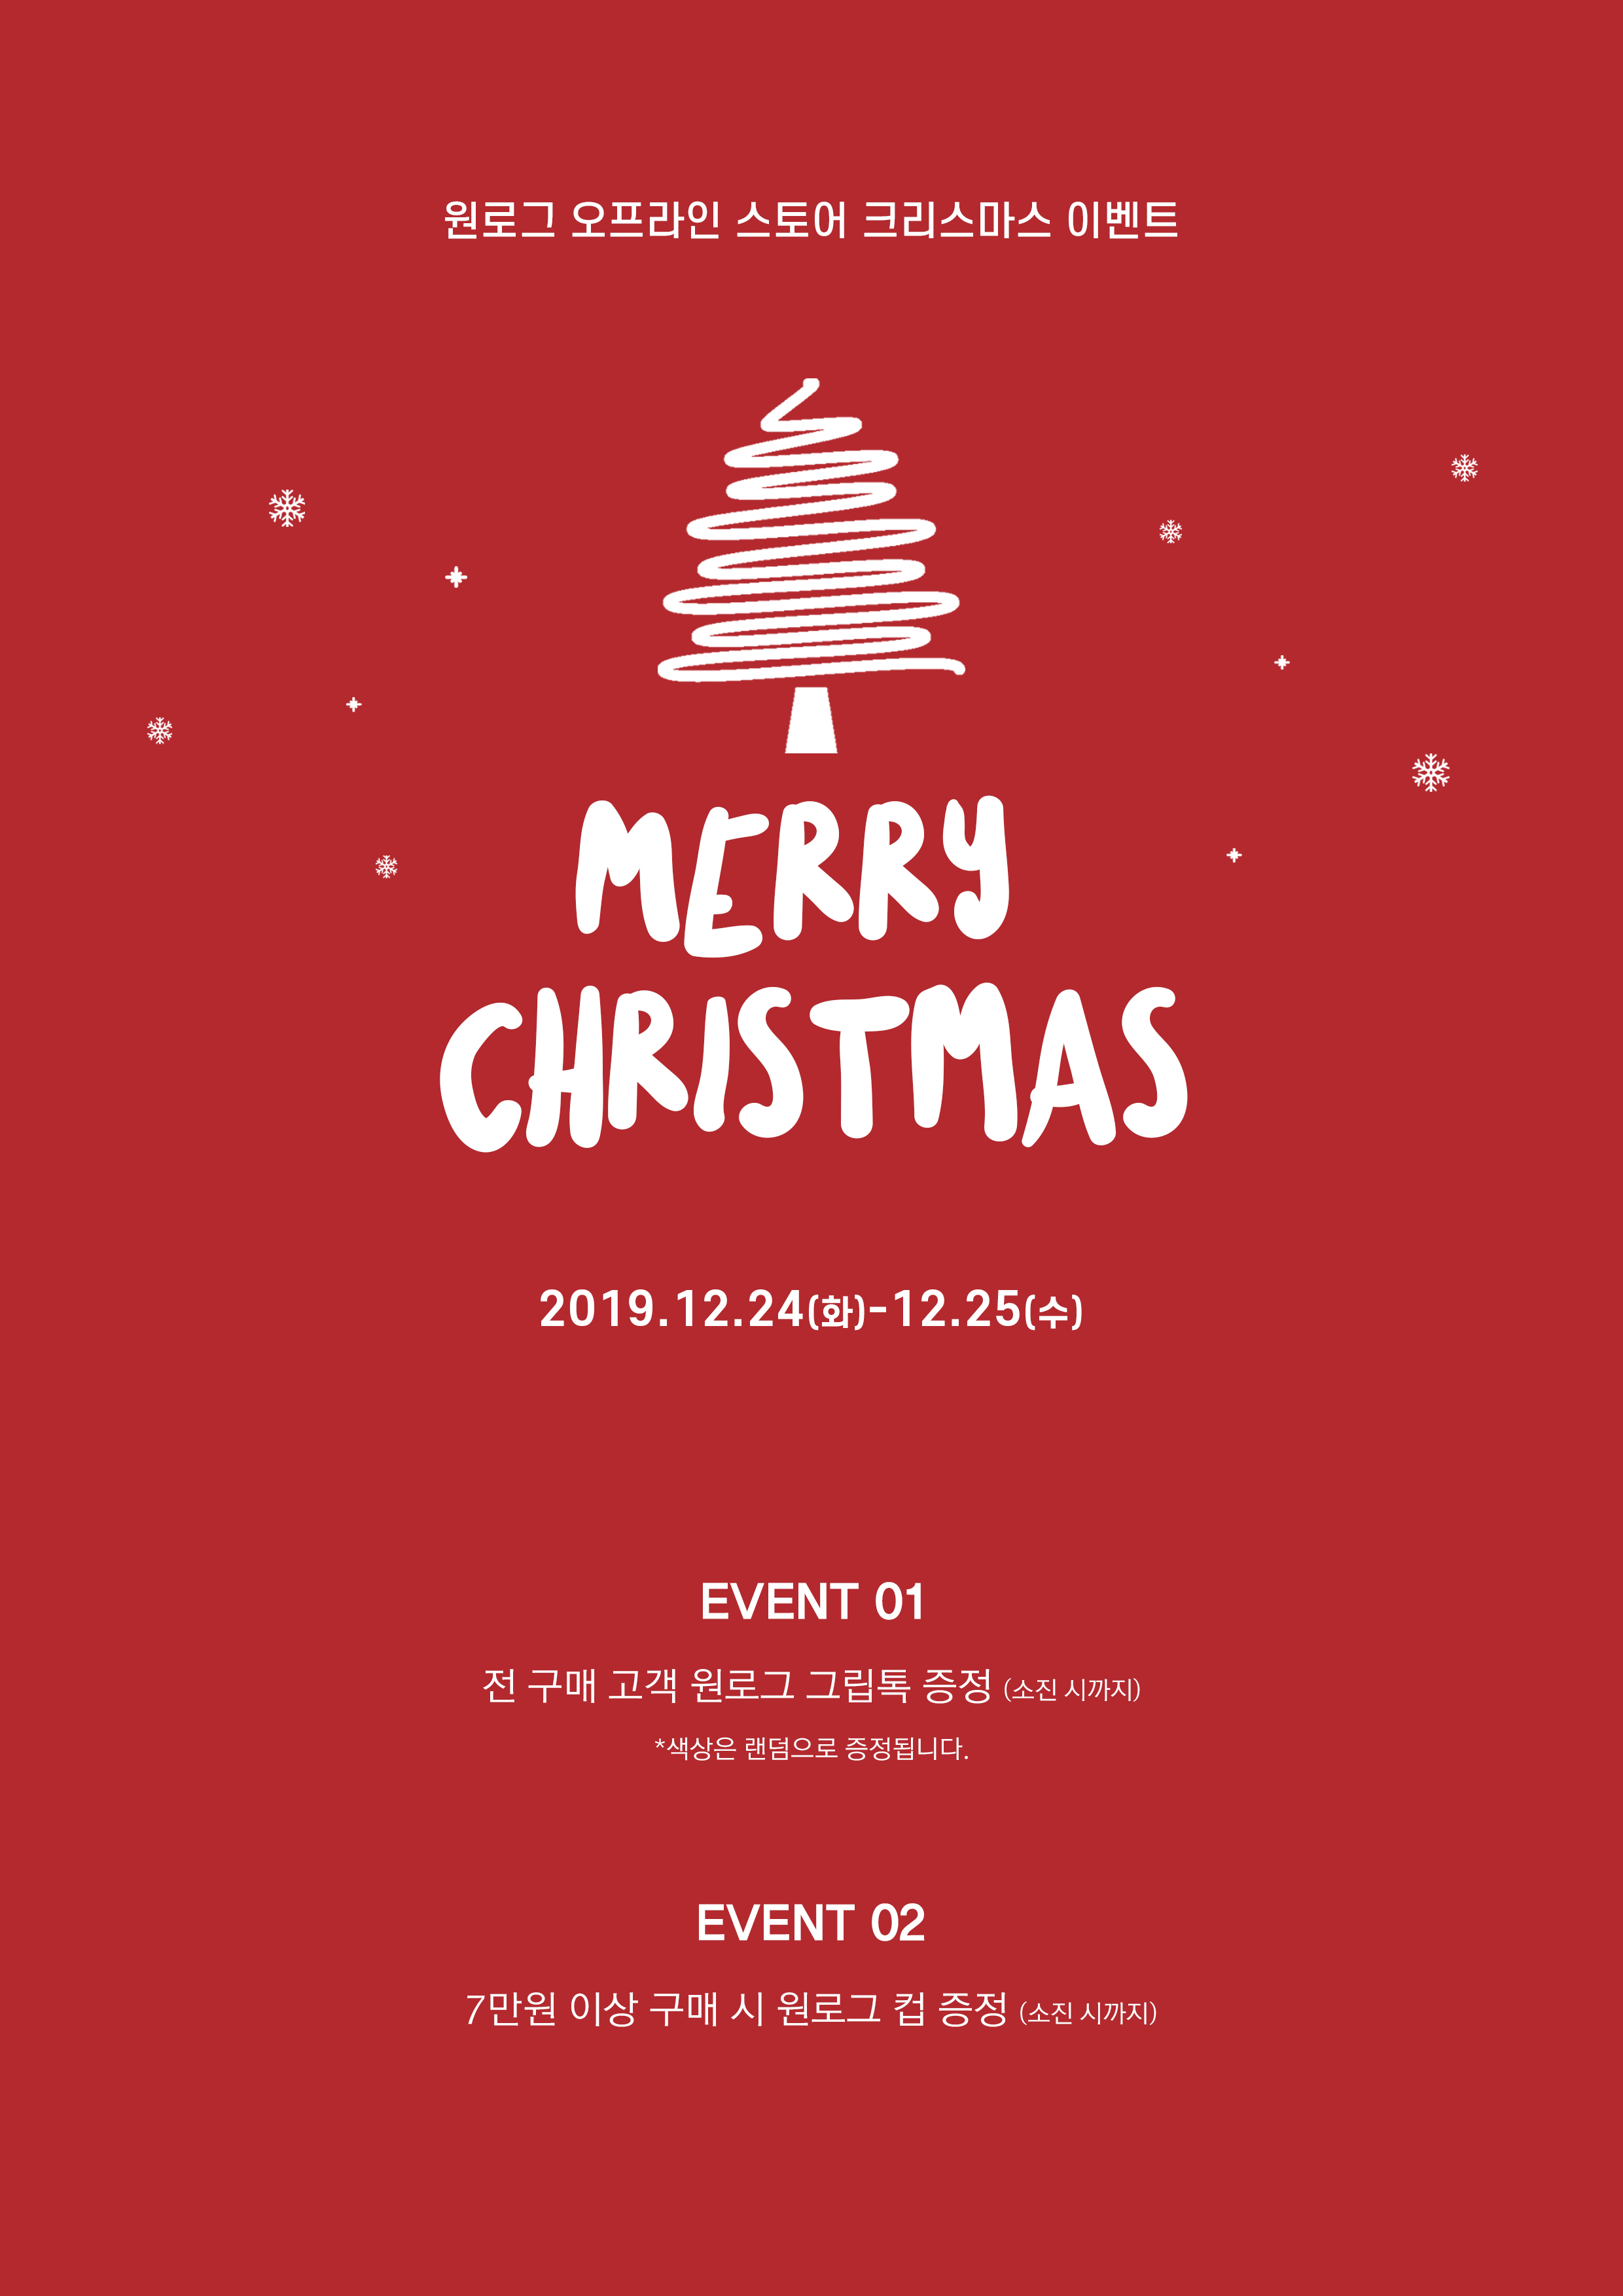 원로그 오프라인 스토어 크리스마스 이벤트
MERRY
CHRISTMAS
2019.12.24(화)-12.25(수)
EVENT 01
전 구매 고객 원로그 그립톡 증정 (소진 시까지)
*색상은 랜덤으로 증정됩니다.
EVENT 02
7만원 이상 구매 시 원로그 컵 증정 (소진 시까지)